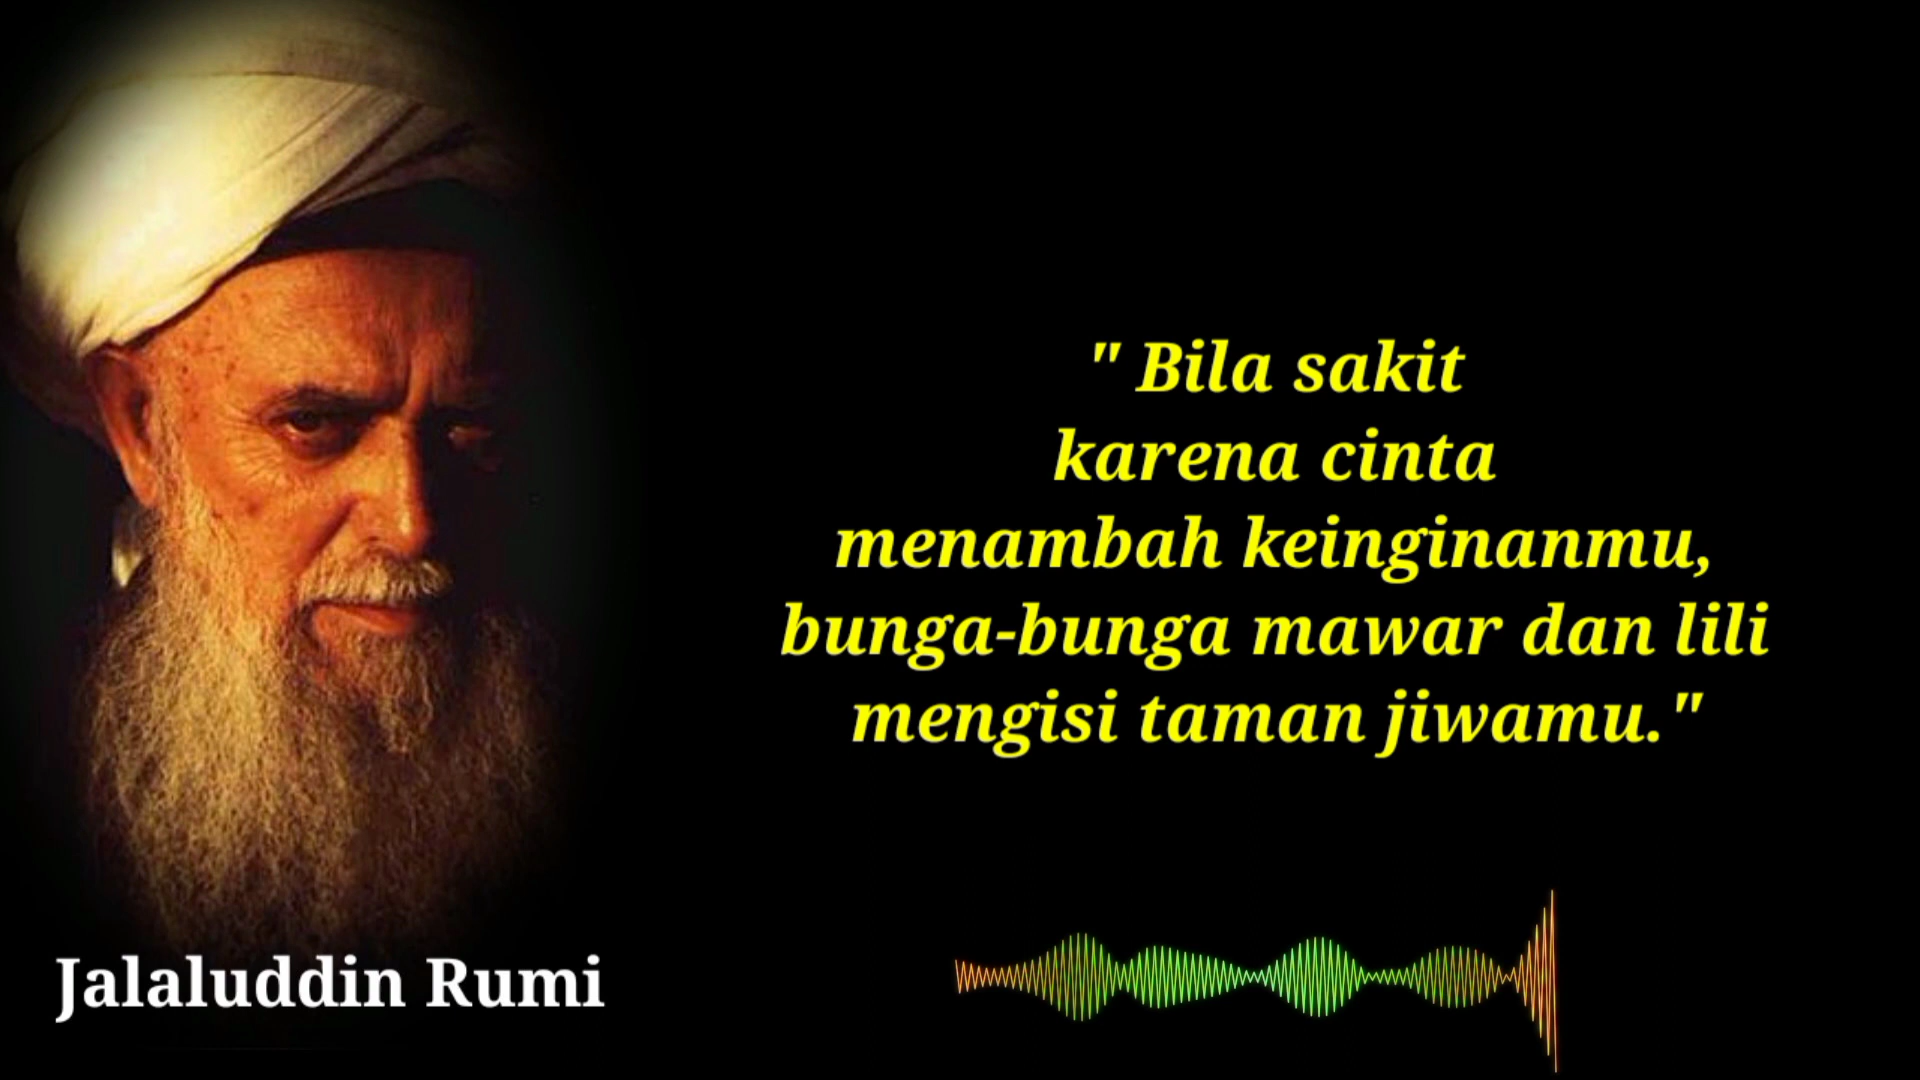 " Bila sakit
karena cinta
menambah keinginanmu,
bunga-bunga mawar dan lili
mengisi taman jiwamu."
Jalaluddin Rumi